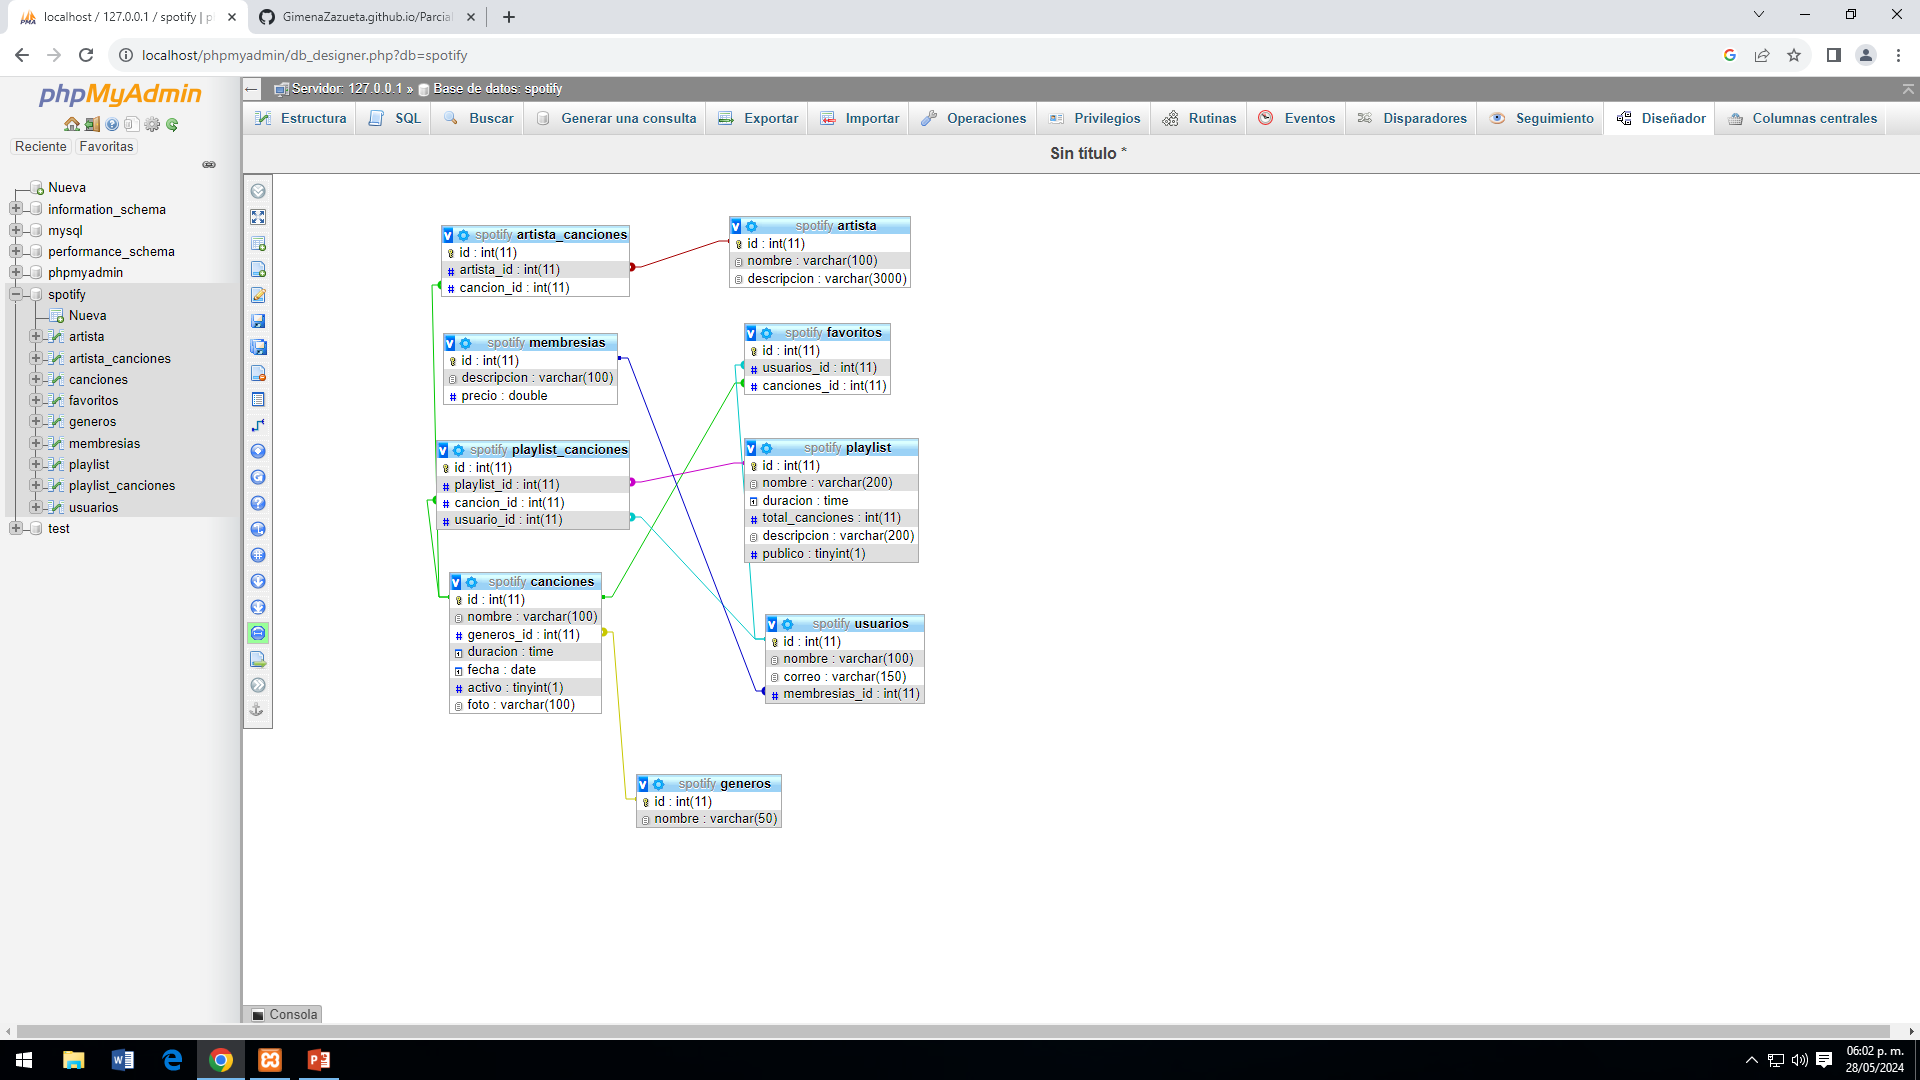 localhost / 127.0.0.1 / spotify | p
GimenaZazueta.github.io/Parcia
localhost/phpmyadmin/db_designer.php?db=spotify
phpMyAdmin
Reciente
Favoritas
Nueva
information_schema
mysql
performance_schema
phpmyadmin
spotify
Nueva
artista
artista_canciones
canciones
favoritos
generos
membresias
playlist
playlist_canciones
usuarios
test
Servidor: 127.0.0.1 » Base de datos: spotify
Estructura
SQL
Buscar
Generar una consulta
Exportar
Importar
Operaciones
Privilegios
Rutinas
Eventos
Disparadores
Seguimiento
Diseñador
Columnas centrales
Sin título *
spotify artista_canciones
id : int(11)
artista_id : int(11)
cancion_id : int(11)
spotify artista
id : int(11)
nombre : varchar(100)
descripcion : varchar(3000)
spotify membresias
id : int(11)
descripcion : varchar(100)
precio : double
spotify favoritos
id : int(11)
usuarios_id : int(11)
canciones_id : int(11)
spotify playlist_canciones
id : int(11)
playlist_id : int(11)
cancion_id : int(11)
usuario_id : int(11)
spotify playlist
id : int(11)
nombre : varchar(200)
duracion : time
total_canciones : int(11)
descripcion : varchar(200)
publico : tinyint(1)
spotify canciones
id : int(11)
nombre : varchar(100)
generos_id : int(11)
duracion : time
fecha : date
activo : tinyint(1)
foto : varchar(100)
spotify usuarios
id : int(11)
nombre : varchar(100)
correo : varchar(150)
membresias_id : int(11)
spotify generos
id : int(11)
nombre : varchar(50)
Consola
06:02 p. m.
28/05/2024